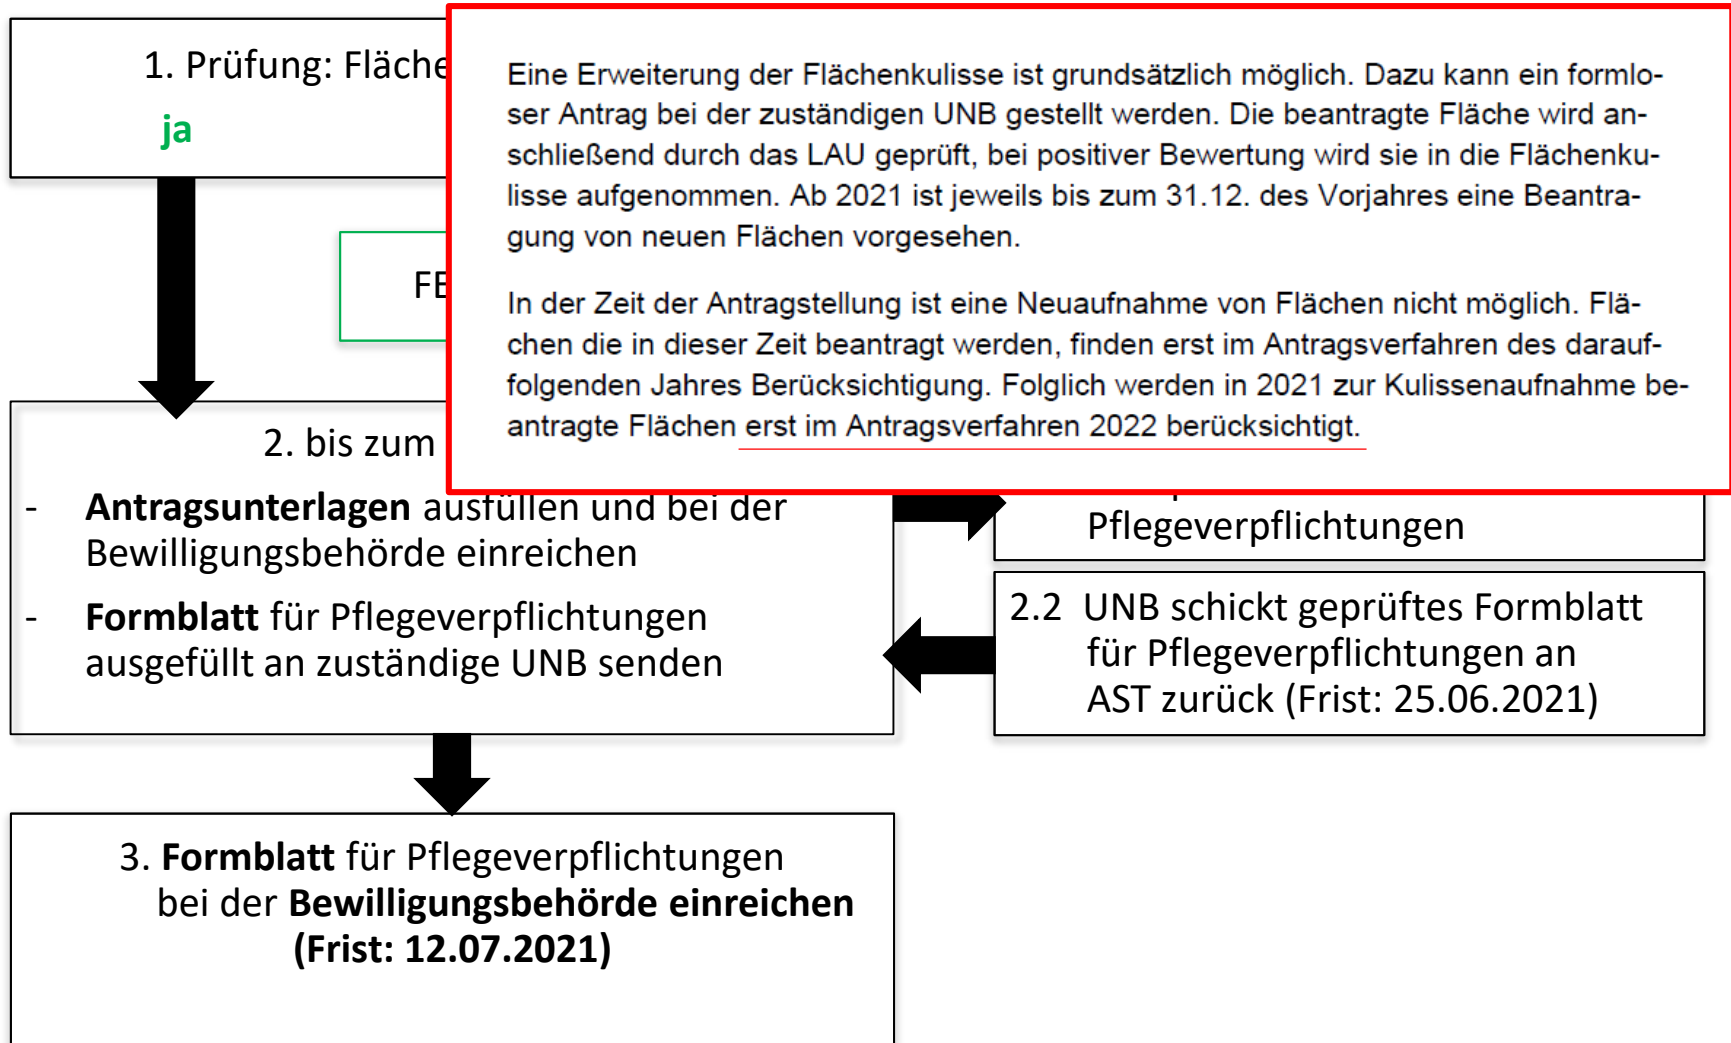 1. Prüfung: Fläche
ja
FE
Eine Erweiterung der Flächenkulisse ist grundsätzlich möglich. Dazu kann ein formlo-
ser Antrag bei der zuständigen UNB gestellt werden. Die beantragte Fläche wird an-
schließend durch das LAU geprüft, bei positiver Bewertung wird sie in die Flächenku-
lisse aufgenommen. Ab 2021 ist jeweils bis zum 31.12. des Vorjahres eine Beantra-
gung von neuen Flächen vorgesehen.
In der Zeit der Antragstellung ist eine Neuaufnahme von Flächen nicht möglich. Flä-
chen die in dieser Zeit beantragt werden, finden erst im Antragsverfahren des darauf-
folgenden Jahres Berücksichtigung. Folglich werden in 2021 zur Kulissenaufnahme be-
antragte Flächen erst im Antragsverfahren 2022 berücksichtigt.
2. bis zum
- Antragsunterlagen ausfüllen und bei der
Bewilligungsbehörde einreichen
- Formblatt für Pflegeverpflichtungen
ausgefüllt an zuständige UNB senden
Pflegeverpflichtungen
2.2 UNB schickt geprüftes Formblatt
für Pflegeverpflichtungen an
AST zurück (Frist: 25.06.2021)
3. Formblatt für Pflegeverpflichtungen
bei der Bewilligungsbehörde einreichen
(Frist: 12.07.2021)